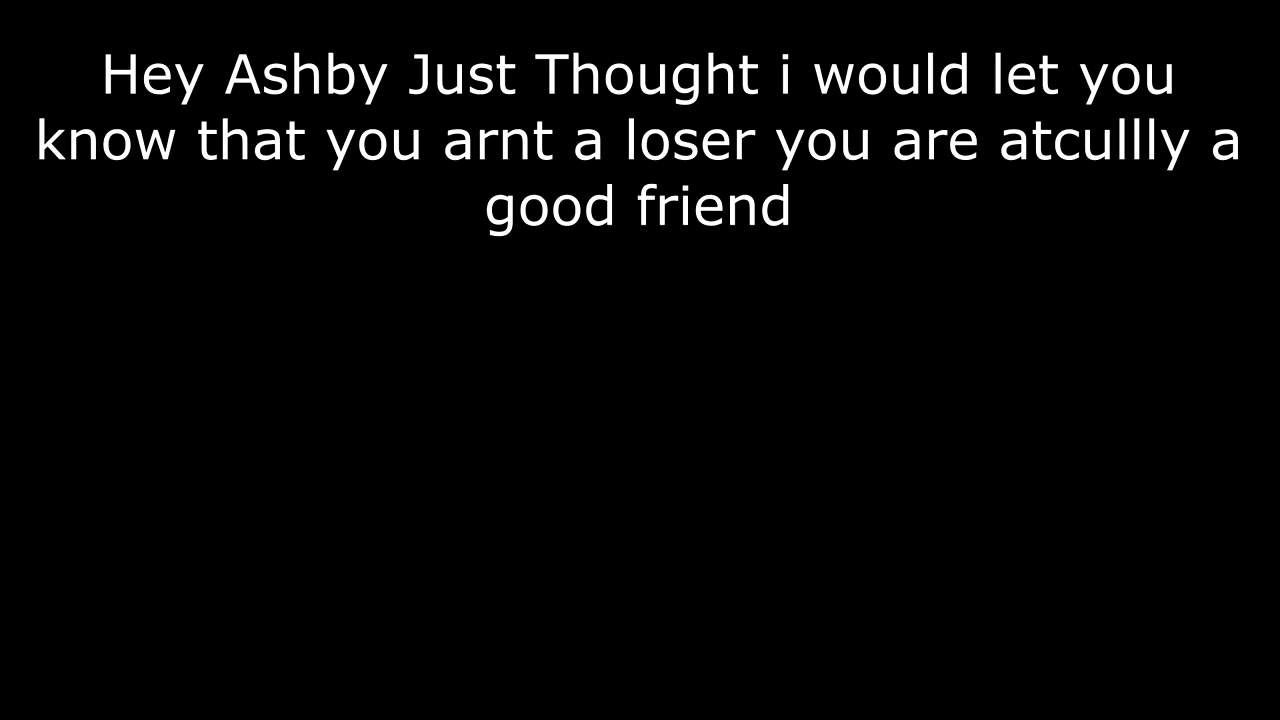 Hey Ashby Just Thought i would let you
know that you arnt a loser you are atcullly a
good friend